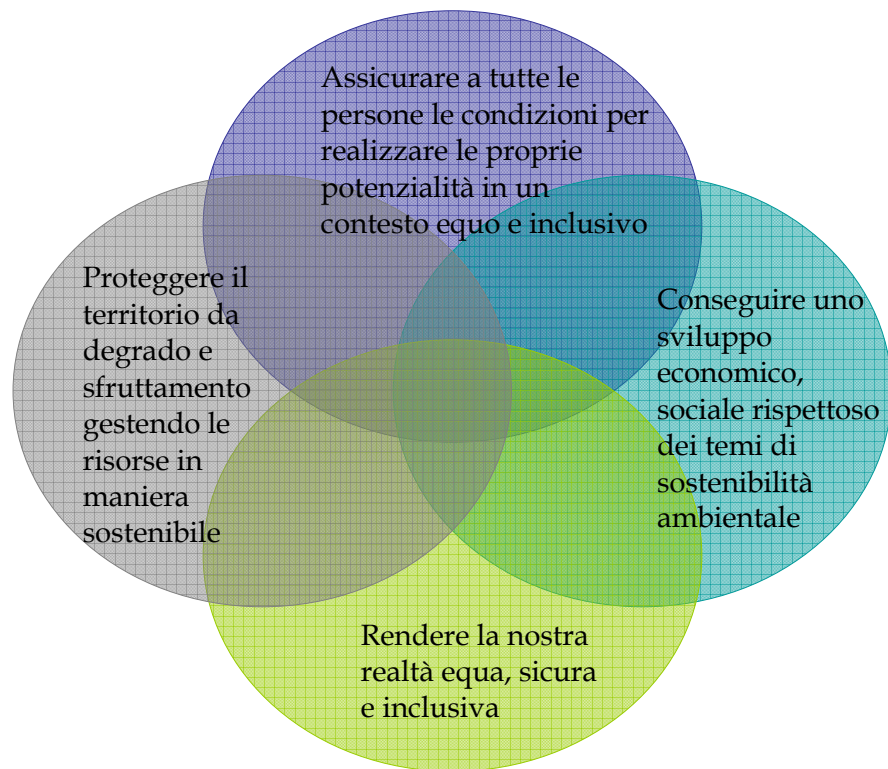 Assicurare a tutte le
persone le condizioni per
realizzare le proprie
potenzialità in un
contesto equo e inclusivo
Proteggere il
territorio da
degrado e
sfruttamento
gestendo le
risorse in
maniera
sostenibile
Conseguire uno
sviluppo
economico,
sociale rispettoso
dei temi di
sostenibilità
ambientale
Rendere la nostra
realtà equa, sicura
e inclusiva